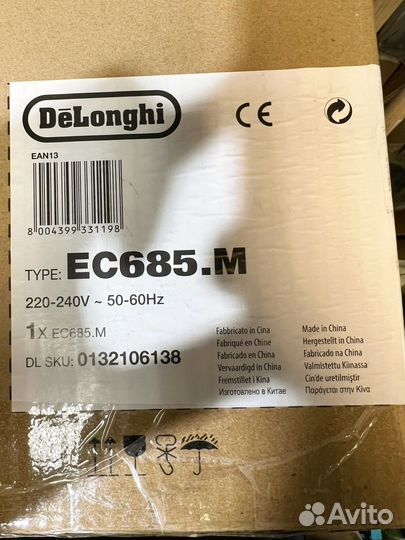 DēLonghi
CE
EAN13
8 004399 331198
TYPE: EC685.M
220-240V ~ 50-60Hz
1X EC685.M
DL SKU: 0132106138
Fabbricato in Cina
Fabriqué en Chine
Fabricado en China
Vervaardigd in China
Fremstillet i Kina
Изготовлено в Китае
Made in China
Hergestellt in China
Fabricado na China
Valmistettu Kiinassa
Cin'de uretilmiştir
Παράγεται στην Κίνα
Avito